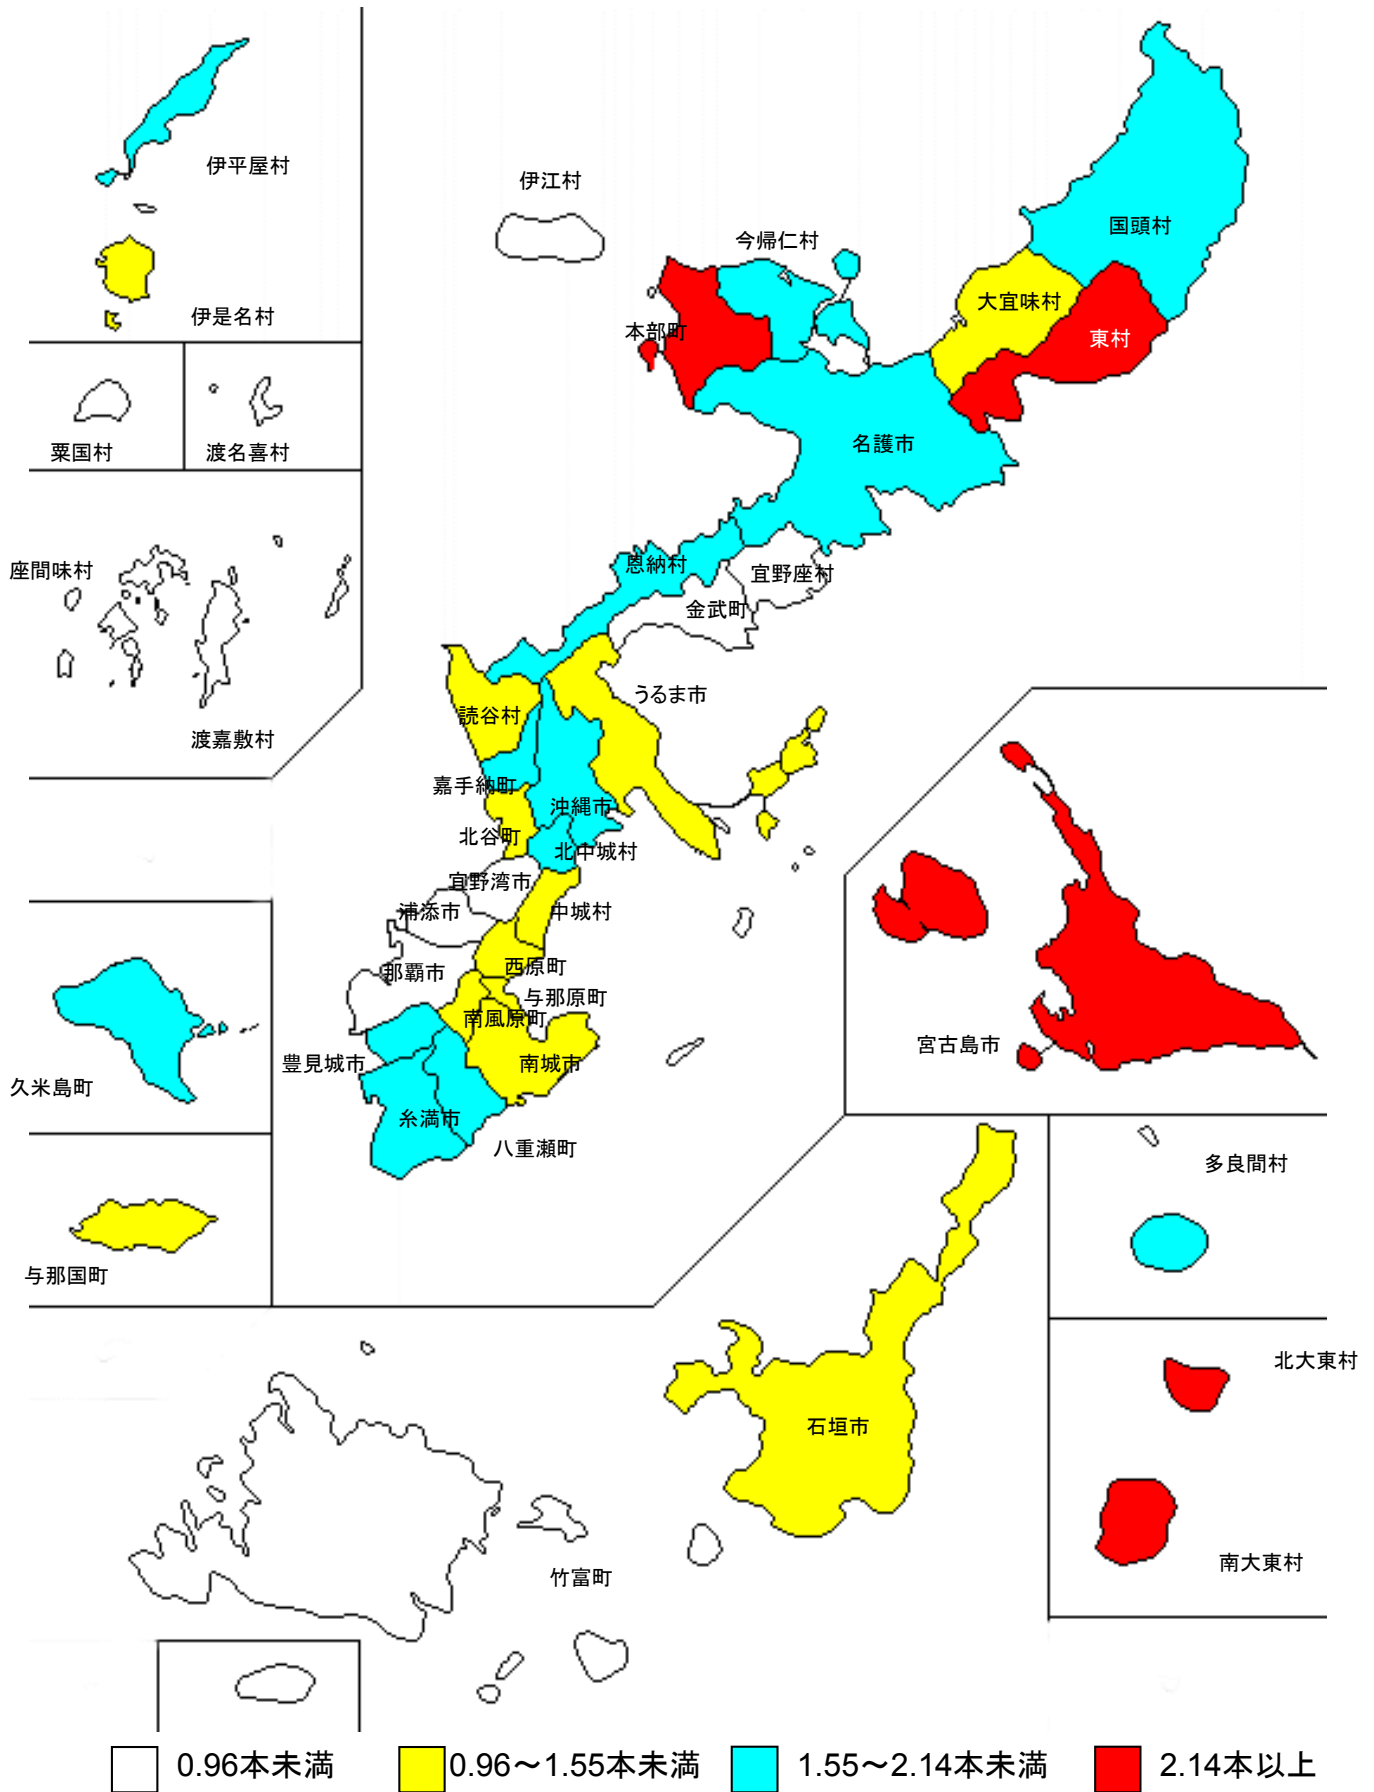 伊平屋村
伊江村
国頭村
今帰仁村
大宜味村
伊是名村
本部町
東村
粟国村
渡名喜村
名護市
座間味村
恩納村
宜野座村
金武町
うるま市
読谷村
渡嘉敷村
嘉手納町
沖縄市
北谷町
北中城村
宜野湾市
浦添市
中城村
那覇市
西原町
与那原町
南風原町
宮古島市
豊見城市
南城市
久米島町
糸満市
八重瀬町
多良間村
与那国町
北大東村
石垣市
南大東村
竹富町
0.96本未満
0.96～1.55本未満
1.55～2.14本未満
2.14本以上